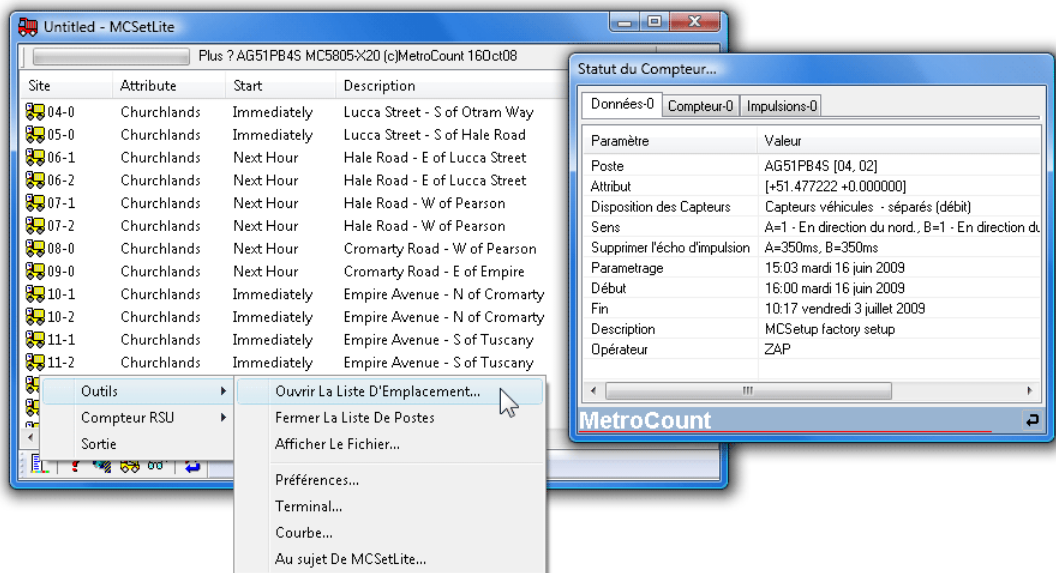 Untitled - MCSetLite
Plus ? AG51PB4S MC5805-X20 (c)MetroCount 16Oct08
Site Attribute Start Description
04-0 Churchlands Immediately Lucca Street - S of Otram Way
05-0 Churchlands Immediately Lucca Street - S of Hale Road
06-1 Churchlands Next Hour Hale Road - E of Lucca Street
06-2 Churchlands Next Hour Hale Road - E of Lucca Street
07-1 Churchlands Next Hour Hale Road - W of Pearson
07-2 Churchlands Next Hour Hale Road - W of Pearson
08-0 Churchlands Next Hour Cromarty Road - W of Pearson
09-0 Churchlands Next Hour Cromarty Road - E of Empire
10-1 Churchlands Immediately Empire Avenue - N of Cromarty
10-2 Churchlands Immediately Empire Avenue - N of Cromarty
11-1 Churchlands Immediately Empire Avenue - S of Tuscany
11-2 Churchlands Immediately Empire Avenue - S of Tuscany
Outils
Compteur RSU
Sortie
Ouvrir La Liste D'Emplacement...
Fermer La Liste De Postes
Afficher Le Fichier...
Préférences...
Terminal...
Courbe...
Au sujet De MCSetLite...
Statut du Compteur...
Données-0 Compteur-0 Impulsions-0
Paramètre Valeur
Poste AG51PB4S [04, 02]
Attribut [+51.477222 +0.000000]
Disposition des Capteurs Capteurs véhicules - séparés (débit)
Sens A=1 - En direction du nord., B=1 - En direction du
Supprimer l'écho d'impulsion A=350ms, B=350ms
Parametrage 15:03 mardi 16 juin 2009
Début 16:00 mardi 16 juin 2009
Fin 10:17 vendredi 3 juillet 2009
Description MCSetup factory setup
Opérateur ZAP
MetroCount